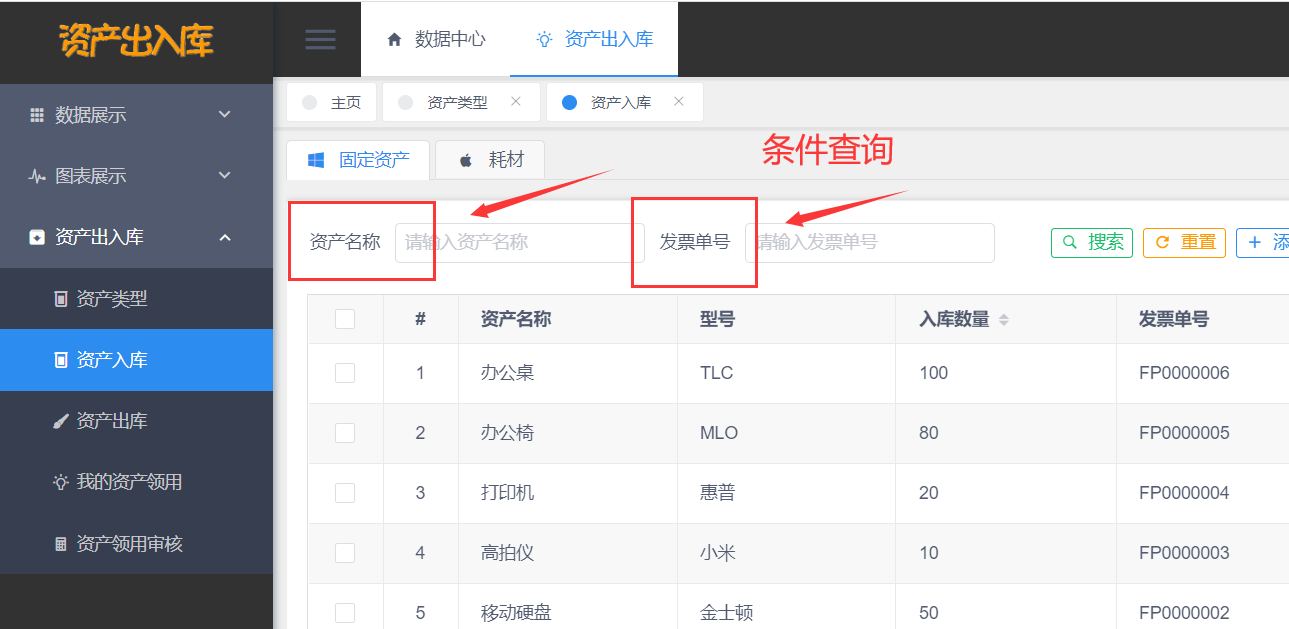 资产出入库
数据中心
资产出入库
数据展示
图表展示
资产出入库
资产类型
资产入库
资产出库
我的资产领用
资产领用审核
主页
资产类型
资产入库
固定资产
耗材
条件查询
资产名称 请输入资产名称 发票单号 请输入发票单号 搜索 重置
# 资产名称 型号 入库数量 发票单号
1 办公桌 TLC 100 FP0000006
2 办公椅 MLO 80 FP0000005
3 打印机 惠普 20 FP0000004
4 高拍仪 小米 10 FP0000003
5 移动硬盘 金士顿 50 FP0000002